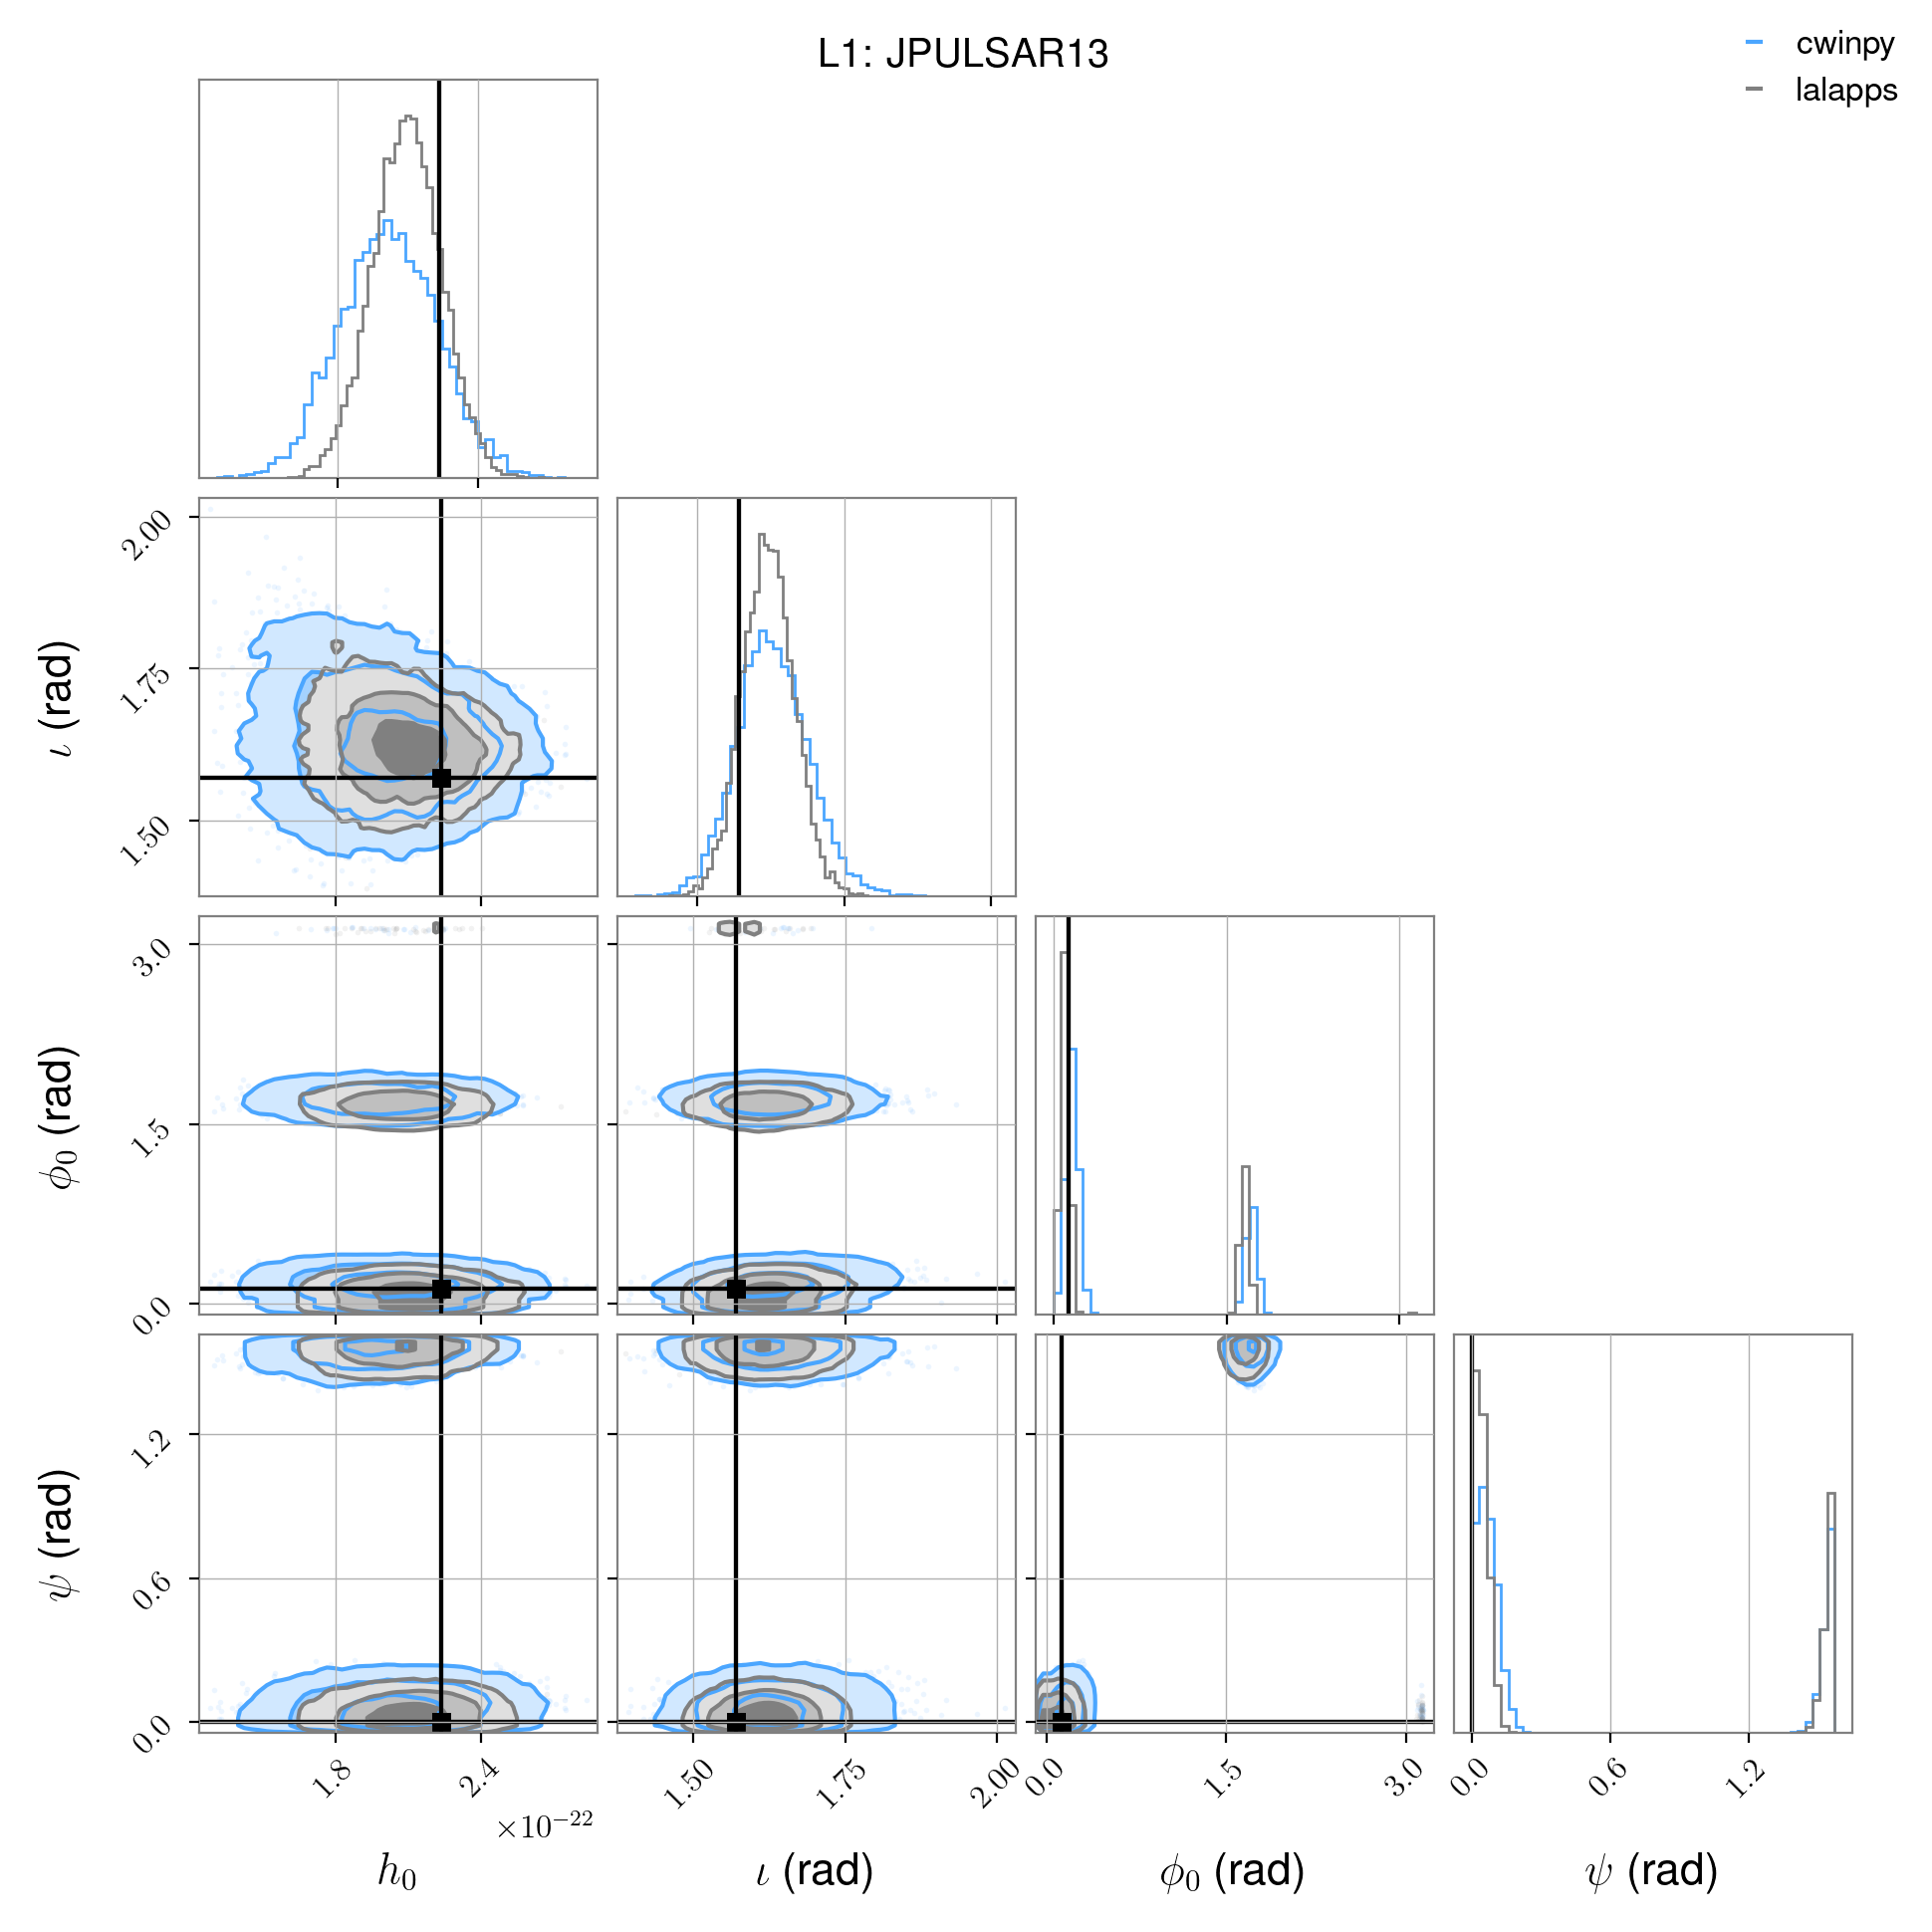 L1: JPULSAR13
cwinpy
lalapps
ι (rad)
2.00
1.75
1.50
ϕ₀ (rad)
3.0
1.5
0.0
ψ (rad)
1.2
0.6
0.0
1.8 2.4
×10⁻²²
1.50 1.75 2.00
0.0 1.5 3.0
0.0 0.6 1.2
h₀
ι (rad)
ϕ₀ (rad)
ψ (rad)